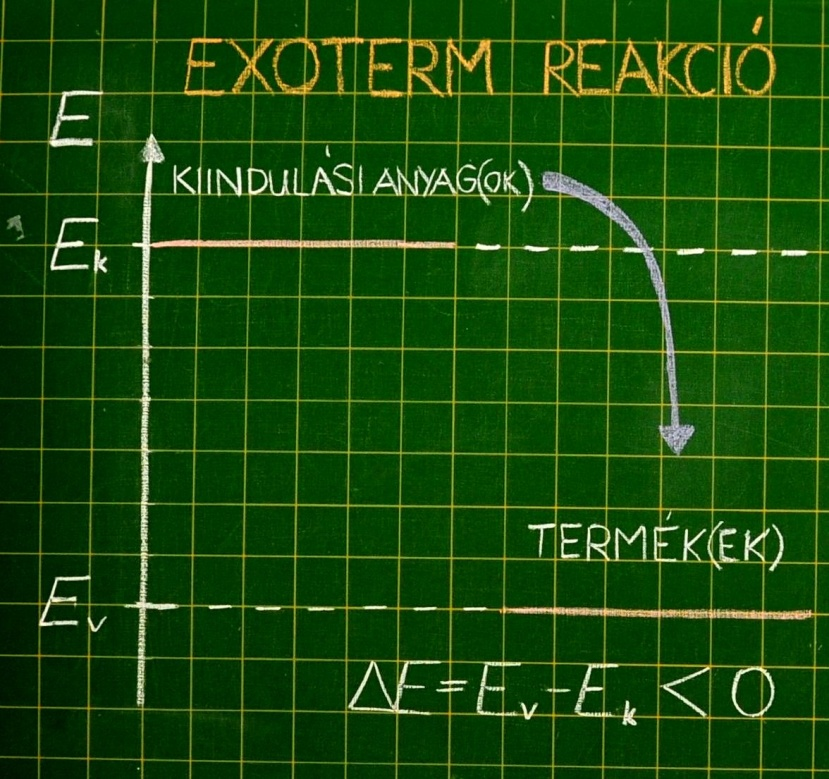 EXOTERM REAKCIÓ
E
KIINDULÁSI ANYAG(OK)
Eₖ
TERMÉK(EK)
Eᵥ
ΔE = Eᵥ - Eₖ < 0